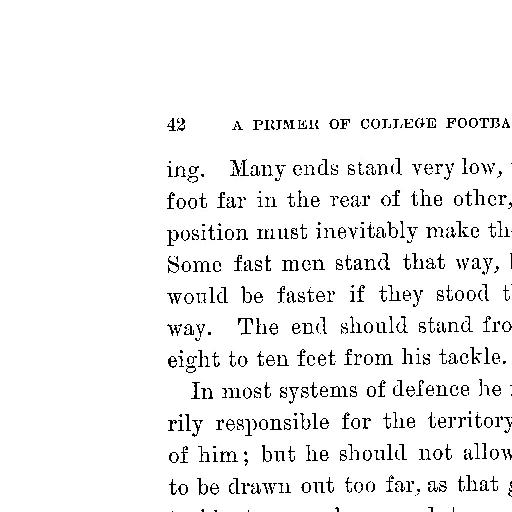 42 A PRIMER OF COLLEGE FOOTBA
ing. Many ends stand very low,
foot far in the rear of the other,
position must inevitably make th
Some fast men stand that way,
would be faster if they stood t
way. The end should stand fro
eight to ten feet from his tackle.
In most systems of defence he
rily responsible for the territory
of him; but he should not allow
to be drawn out too far, as that g